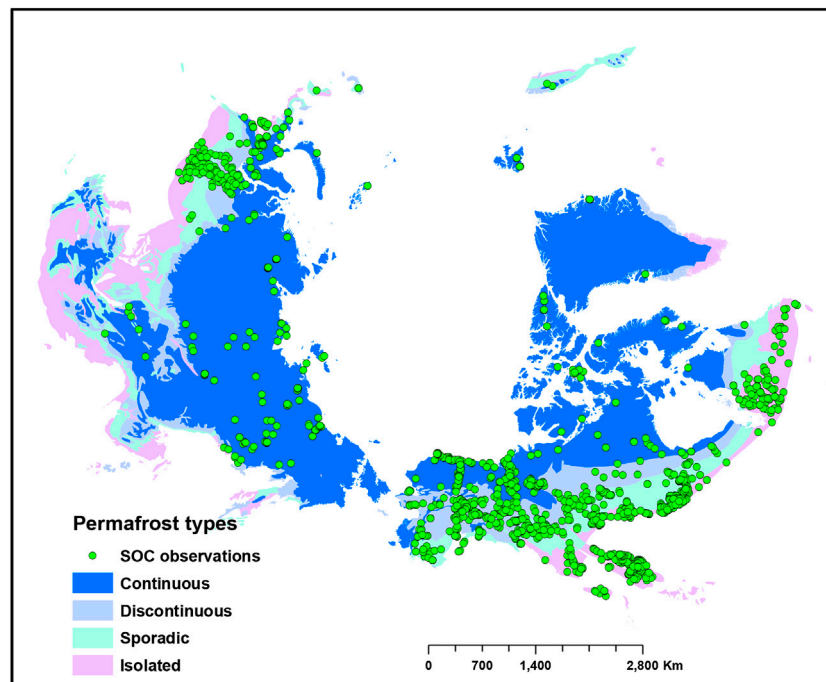 Permafrost types
SOC observations
Continuous
Discontinuous
Sporadic
Isolated
0 700 1,400 2,800 Km